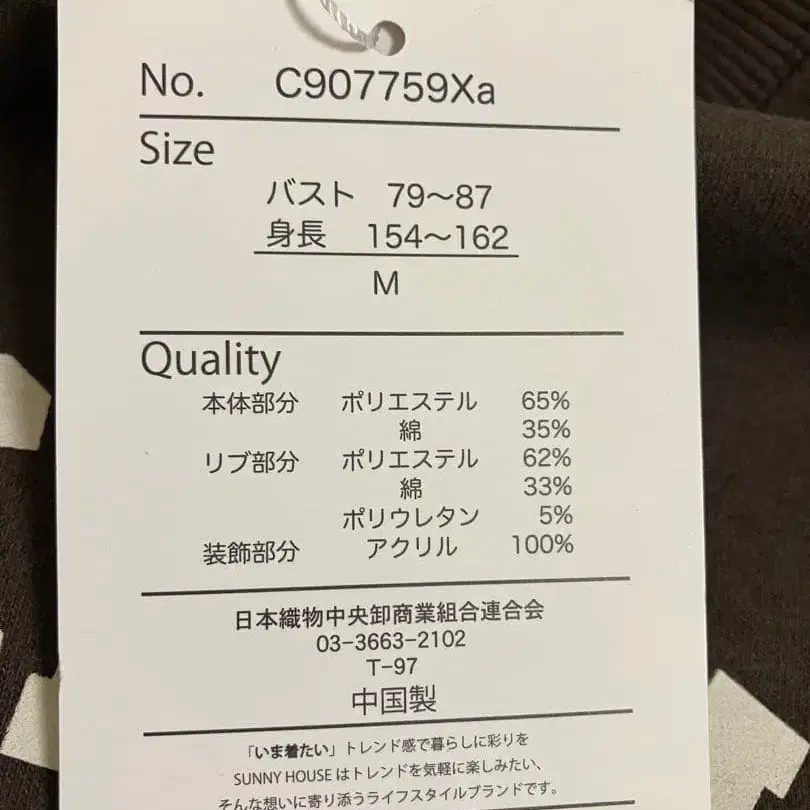 No. C907759Xa
Size
バスト 79〜87
身長 154〜162
M
Quality
本体部分 ポリエステル 65%
綿 35%
リブ部分 ポリエステル 62%
綿 33%
ポリウレタン 5%
装飾部分 アクリル 100%
日本織物中央卸商業組合連合会
03-3663-2102
T-97
中国製
「いま着たい」トレンド感で暮らしに彩りを
SUNNY HOUSE はトレンドを気軽に楽しみたい、
そんな想いに寄り添うライフスタイルブランドです。